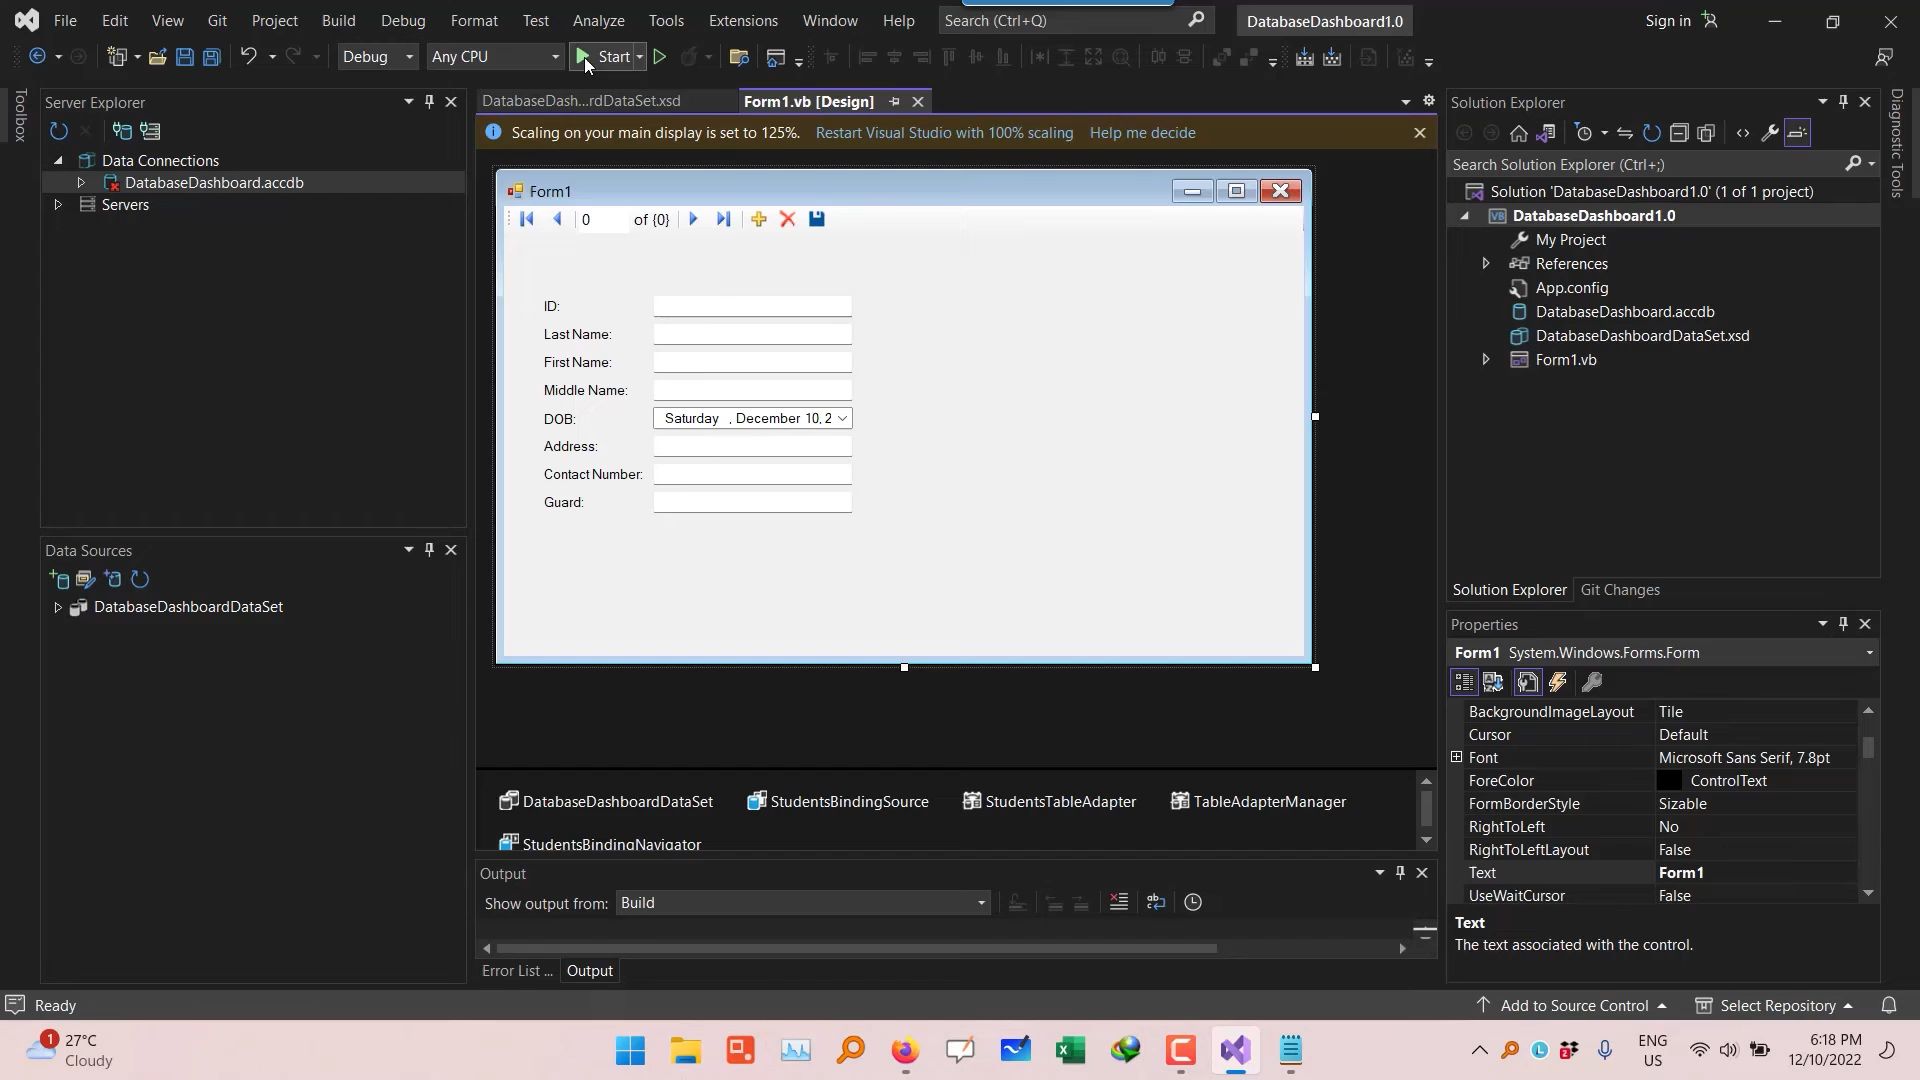 File Edit View Git Project Build Debug Format Test Analyze Tools Extensions Window Help Search (Ctrl+Q) DatabaseDashboard1.0 Sign in
Debug Any CPU Start
Toolbox
Server Explorer
Data Connections
DatabaseDashboard.accdb
Servers
Data Sources
DatabaseDashboardDataSet
DatabaseDash...rdDataSet.xsd Form1.vb [Design]
Scaling on your main display is set to 125%. Restart Visual Studio with 100% scaling Help me decide
Form1
0 of {0}
ID:
Last Name:
First Name:
Middle Name:
DOB: Saturday , December 10, 2
Address:
Contact Number:
Guard:
DatabaseDashboardDataSet StudentsBindingSource StudentsTableAdapter TableAdapterManager
StudentsBindingNavigator
Output
Show output from: Build
Error List ... Output
Solution Explorer
Search Solution Explorer (Ctrl+;)
Solution 'DatabaseDashboard1.0' (1 of 1 project)
VB DatabaseDashboard1.0
My Project
References
App.config
DatabaseDashboard.accdb
DatabaseDashboardDataSet.xsd
Form1.vb
Solution Explorer Git Changes
Diagnostic Tools
Properties
Form1 System.Windows.Forms.Form
BackgroundImageLayout Tile
Cursor Default
Font Microsoft Sans Serif, 7.8pt
ForeColor ControlText
FormBorderStyle Sizable
RightToLeft No
RightToLeftLayout False
Text Form1
UseWaitCursor False
Text
The text associated with the control.
Ready
Add to Source Control Select Repository
1 27°C
Cloudy
2
ENG
US
6:18 PM
12/10/2022